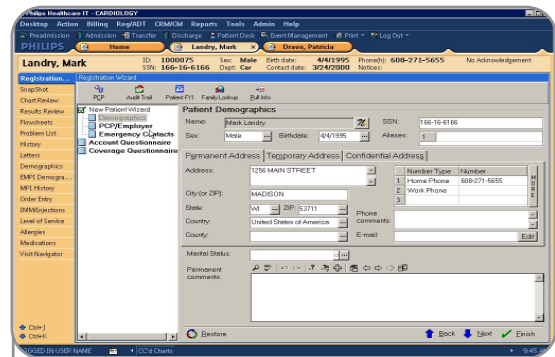 Philips Healthcare IT - CARDIOLOGY
Desktop Action Billing Reg/ADT CRM/CM Reports Tools Admin Help
Preadmission Admission Transfer Discharge Patient Desk Event Management Print Log Out
PHILIPS Home Landry, Mark × Drave, Patricia
Landry, Mark ID: 1000075 Sex: Male Birth date: 4/4/1995 Phone(h): 608-271-5655 No Acknowledgement
SSN: 166-16-6166 Dept: Car Contact date: 3/24/2000 Notices:
Registration... Registration Wizard
SnapShot
Chart Review
Results Review
Flowsheets
Problem List
History
Letters
Demographics
EMPI Demogra...
MPI History
Order Entry
IMM/Injections
Level of Service
Allergies
Medications
Visit Navigator
Ctrl+J
Ctrl+K
PCP Audit Trail Patient FYI Family Lookup Pull Info
New Patient Wizard
Demographics
PCP/Employer
Emergency Contacts
Account Questionnaire
Coverage Questionnaire
Patient Demographics
Name: Mark Landry SSN: 166-16-6166
Sex: Male Birthdate: 4/4/1995 Aliases: 1
Permanent Address Temporary Address Confidential Address
Address: 1256 MAIN STREET
Number Type Number
1 Home Phone 608-271-5655
2 Work Phone
3
MORE
City (or ZIP): MADISON
State: WI ZIP: 53711
Country: United States of America
County:
Phone comments:
E-mail: Edit
Marital Status:
Permanent comments:
Restore Back Next Finish
LOGGED IN USER NAME CC'd Charts 9:45